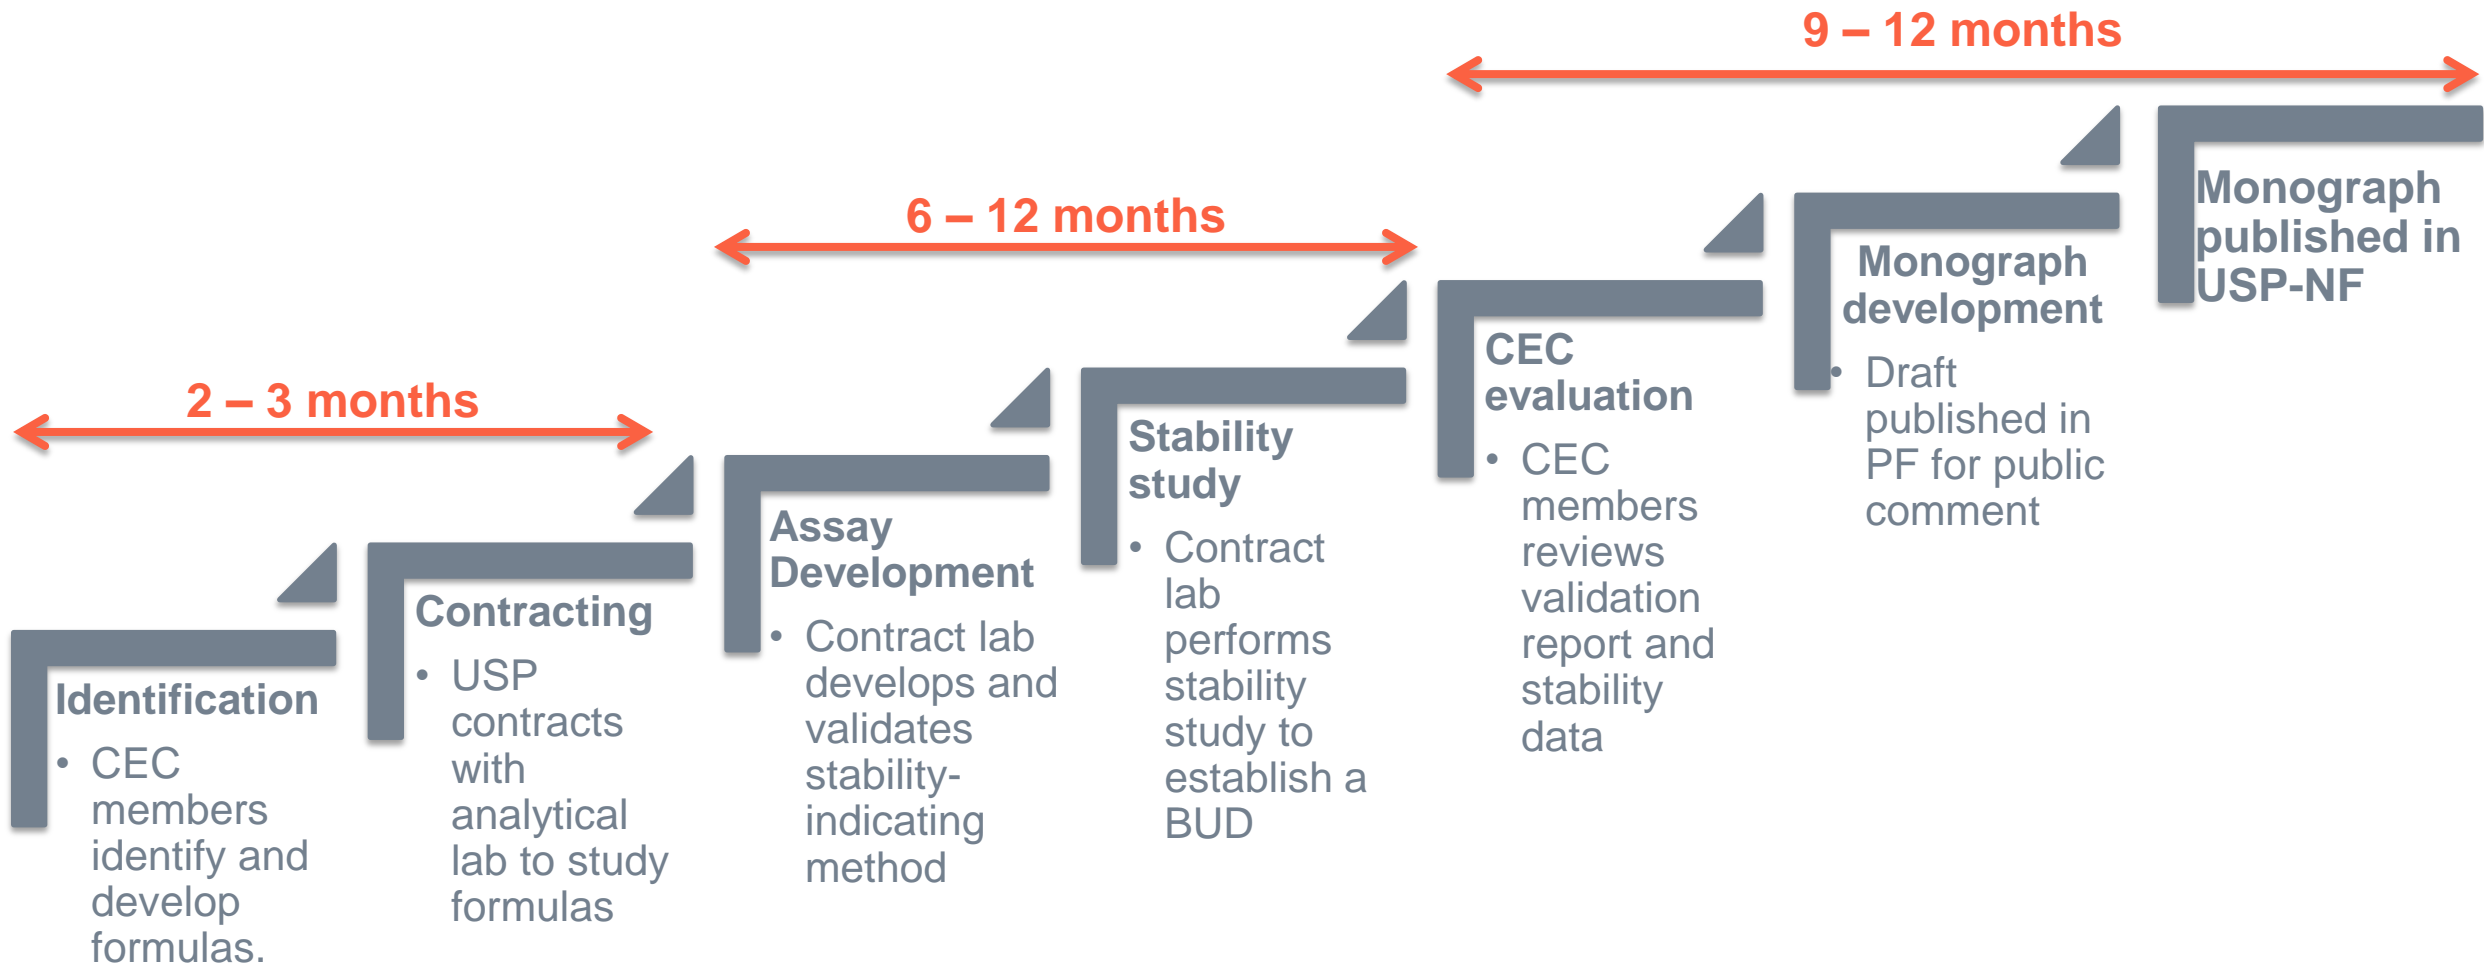 2 – 3 months
Identification
• CEC
members
identify and
develop
formulas.
Contracting
• USP
contracts
with
analytical
lab to study
formulas
6 – 12 months
Assay
Development
• Contract lab
develops and
validates
stability-
indicating
method
Stability
study
• Contract
lab
performs
stability
study to
establish a
BUD
9 – 12 months
CEC
evaluation
• CEC
members
reviews
validation
report and
stability
data
Monograph
development
• Draft
published in
PF for public
comment
Monograph
published in
USP-NF